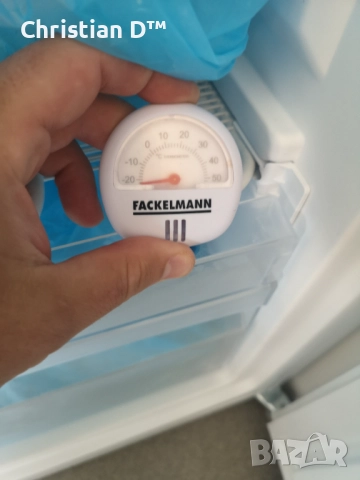 Christian D™
10 20
0 30
-10 40
-20 50
FACKELMANN
BAZAR